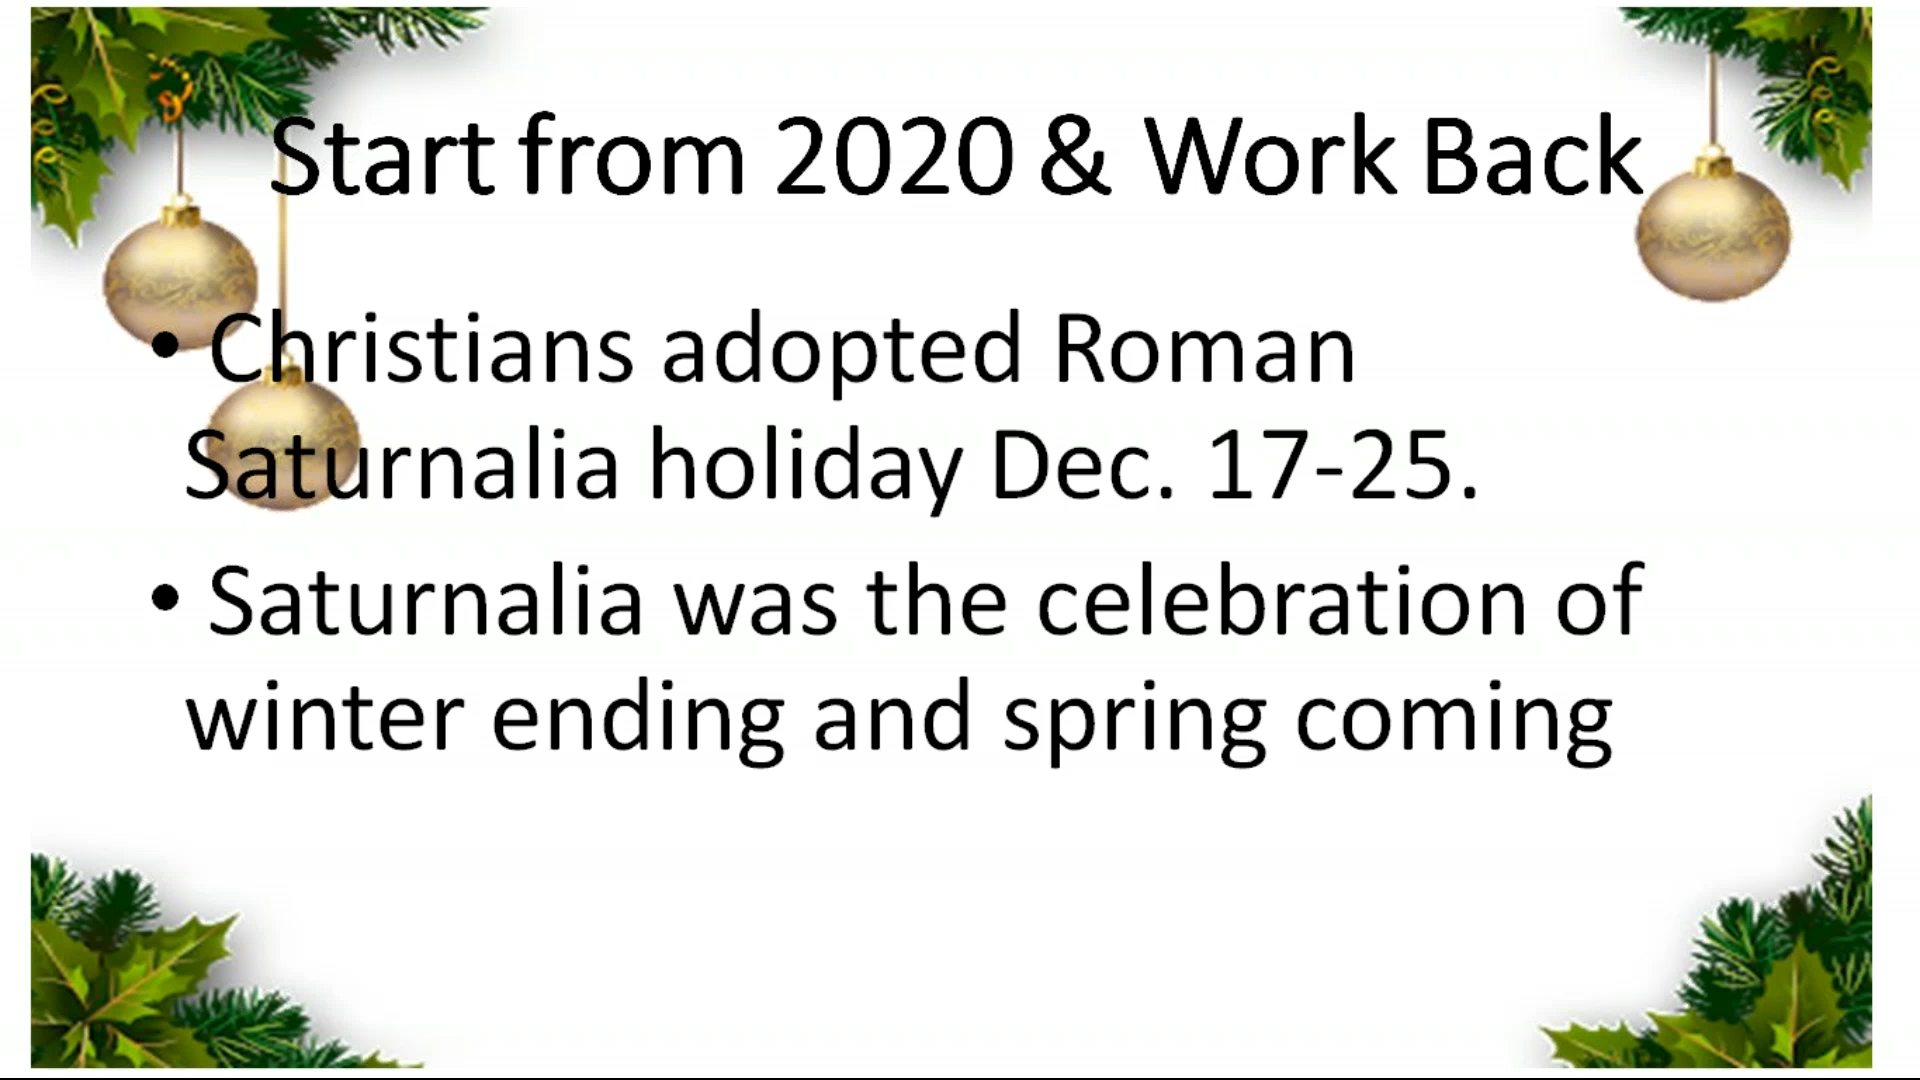 Start from 2020 & Work Back
• Christians adopted Roman
Saturnalia holiday Dec. 17-25.
• Saturnalia was the celebration of
winter ending and spring coming